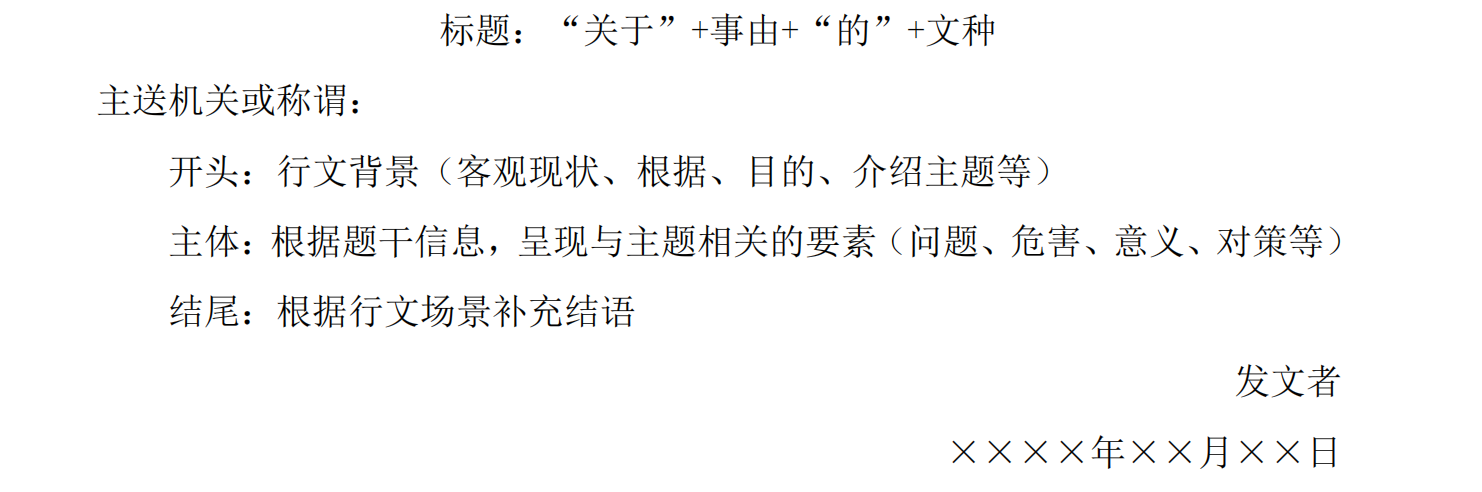 标题：“关于”+事由+“的”+文种
主送机关或称谓：
开头：行文背景（客观现状、根据、目的、介绍主题等）
主体：根据题干信息，呈现与主题相关的要素（问题、危害、意义、对策等）
结尾：根据行文场景补充结语
发文者
××××年××月××日